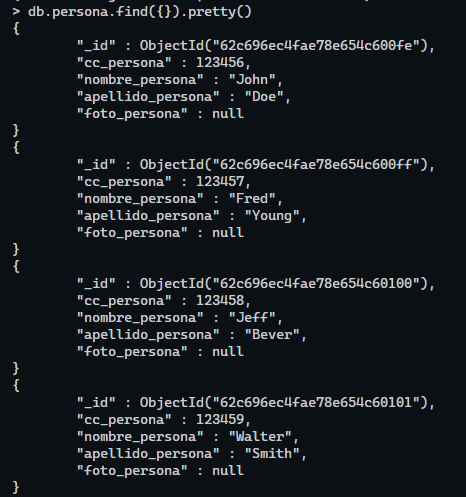 > db.persona.find({}).pretty()
{
        "_id" : ObjectId("62c696ec4fae78e654c600fe"),
        "cc_persona" : 123456,
        "nombre_persona" : "John",
        "apellido_persona" : "Doe",
        "foto_persona" : null
}
{
        "_id" : ObjectId("62c696ec4fae78e654c600ff"),
        "cc_persona" : 123457,
        "nombre_persona" : "Fred",
        "apellido_persona" : "Young",
        "foto_persona" : null
}
{
        "_id" : ObjectId("62c696ec4fae78e654c60100"),
        "cc_persona" : 123458,
        "nombre_persona" : "Jeff",
        "apellido_persona" : "Bever",
        "foto_persona" : null
}
{
        "_id" : ObjectId("62c696ec4fae78e654c60101"),
        "cc_persona" : 123459,
        "nombre_persona" : "Walter",
        "apellido_persona" : "Smith",
        "foto_persona" : null
}